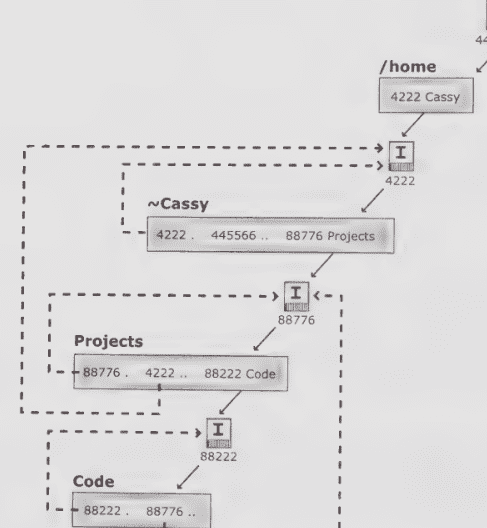 44
/home
4222 Cassy
I
4222
~Cassy
4222 . 445566 .. 88776 Projects
I
88776
Projects
88776 . 4222 .. 88222 Code
I
88222
Code
88222 . 88776 ..